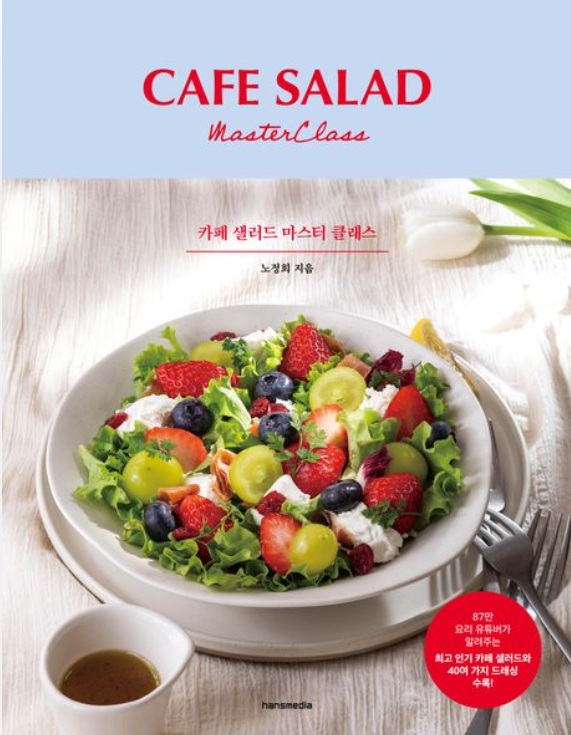 CAFE SALAD
MasterClass
카페 샐러드 마스터 클래스
노정희 지음
87만
요리 유튜버가
알려주는
최고 인기 카페 샐러드와
40여 가지 드레싱
수록!
hansmedia